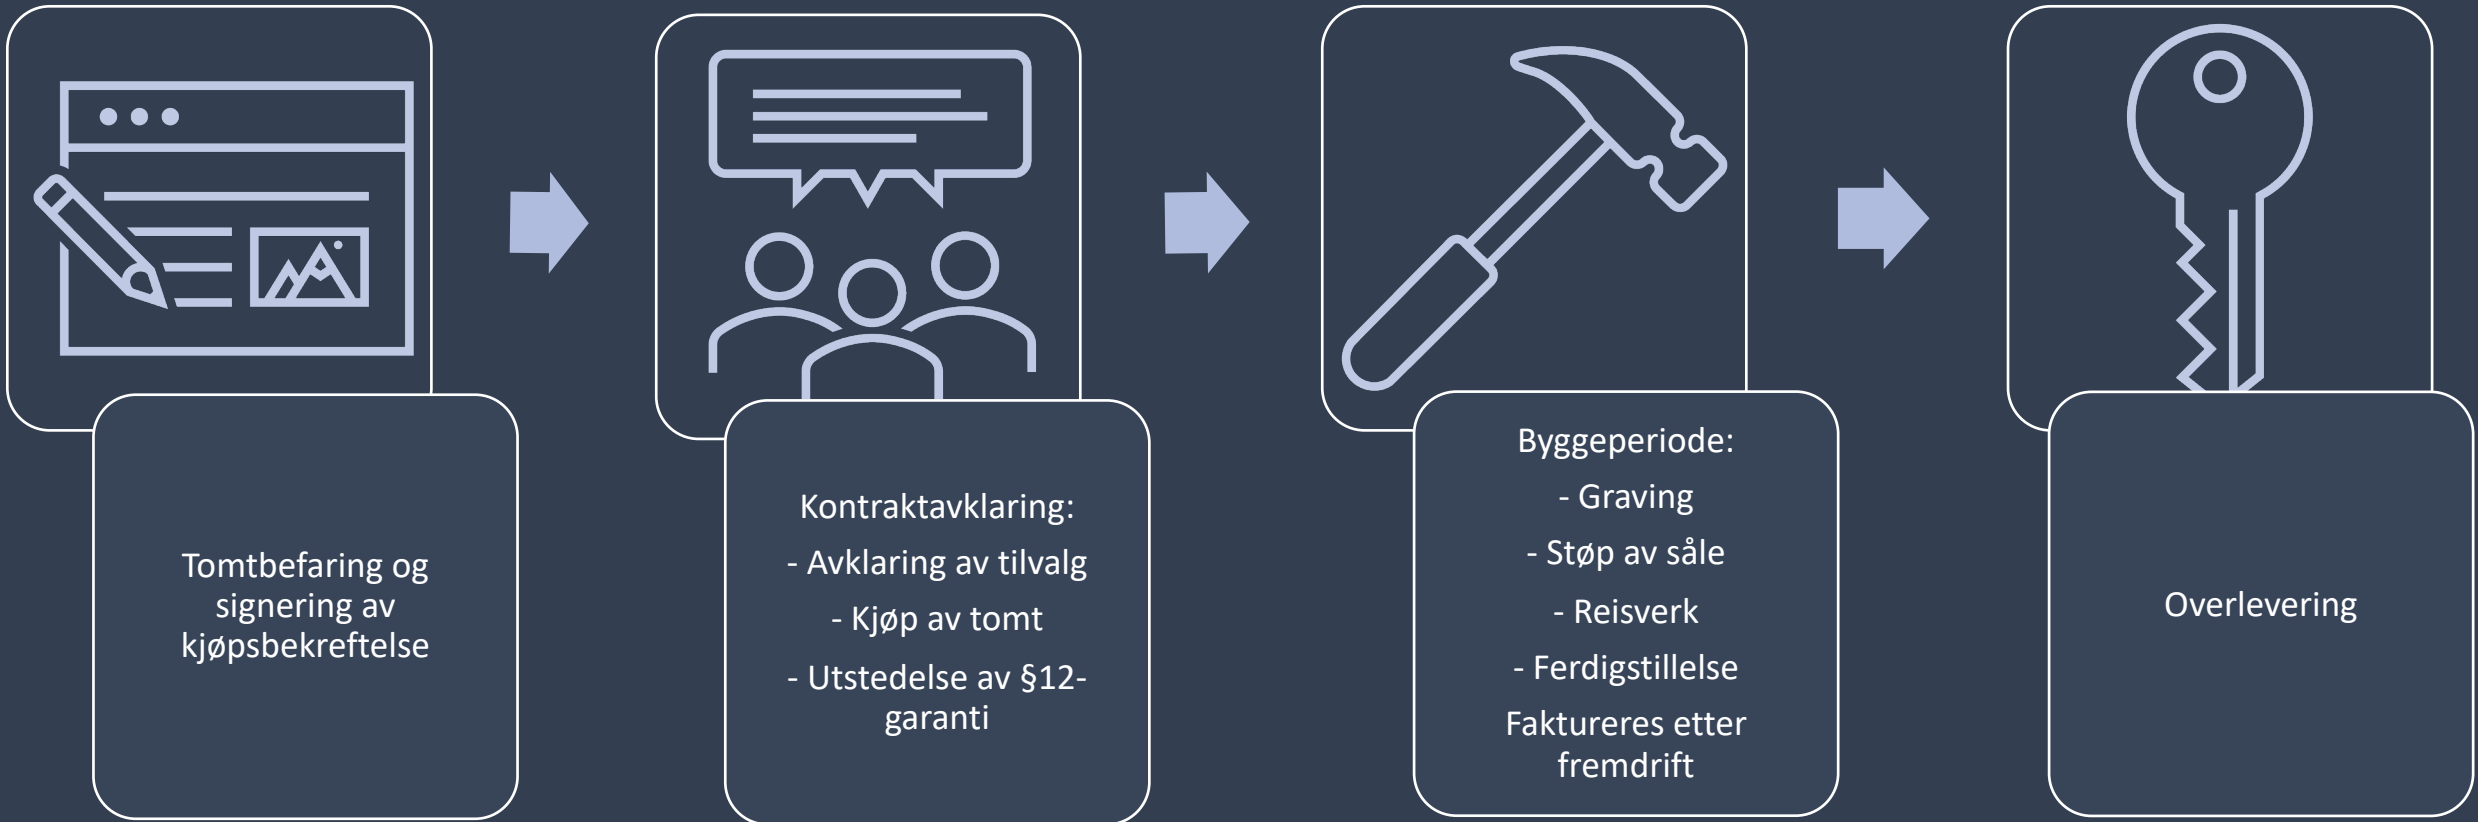 Tomtbefaring og
signering av
kjøpsbekreftelse
Kontraktavklaring:
- Avklaring av tilvalg
- Kjøp av tomt
- Utstedelse av §12-
garanti
Byggeperiode:
- Graving
- Støp av såle
- Reisverk
- Ferdigstillelse
Faktureres etter
fremdrift
Overlevering